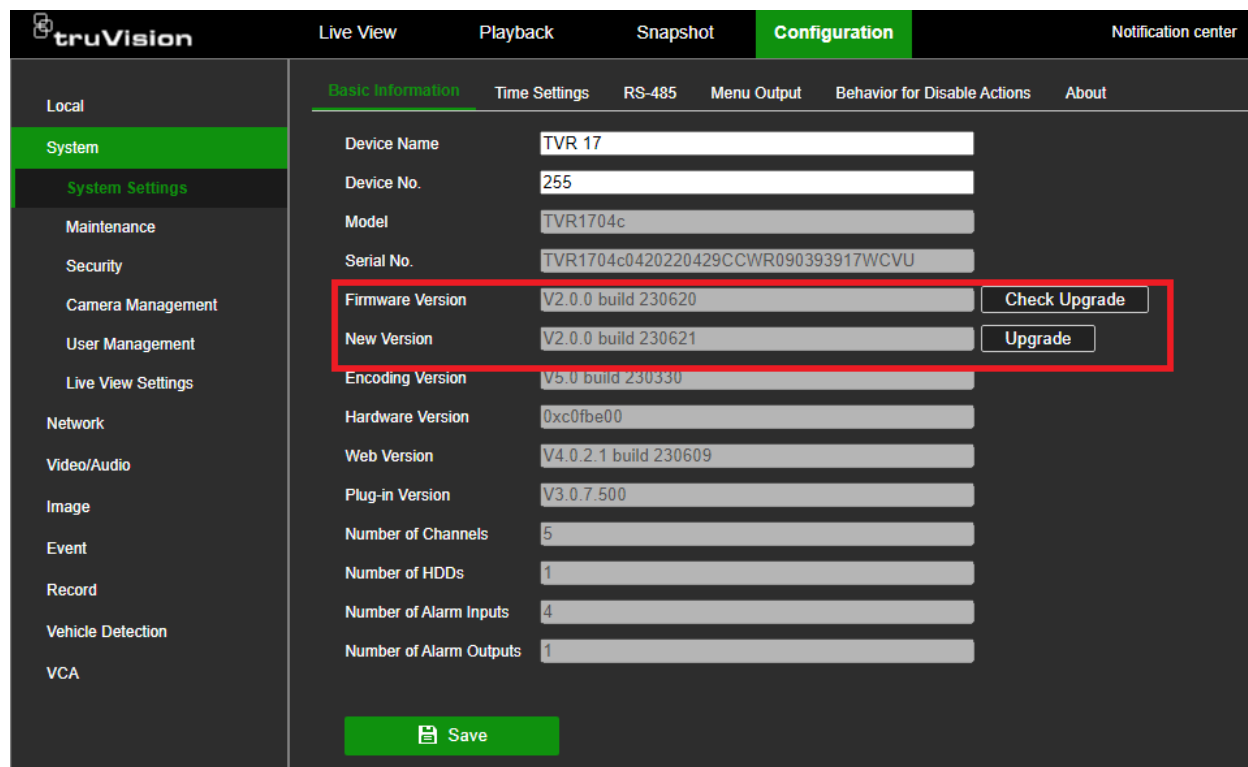 truVision
Live View Playback Snapshot Configuration Notification center
Local
System
System Settings
Maintenance
Security
Camera Management
User Management
Live View Settings
Network
Video/Audio
Image
Event
Record
Vehicle Detection
VCA
Basic Information Time Settings RS-485 Menu Output Behavior for Disable Actions About
Device Name TVR 17
Device No. 255
Model TVR1704c
Serial No. TVR1704c0420220429CCWR090393917WCVU
Firmware Version V2.0.0 build 230620 Check Upgrade
New Version V2.0.0 build 230621 Upgrade
Encoding Version V5.0 build 230330
Hardware Version 0xc0fbe00
Web Version V4.0.2.1 build 230609
Plug-in Version V3.0.7.500
Number of Channels 5
Number of HDDs 1
Number of Alarm Inputs 4
Number of Alarm Outputs 1
Save